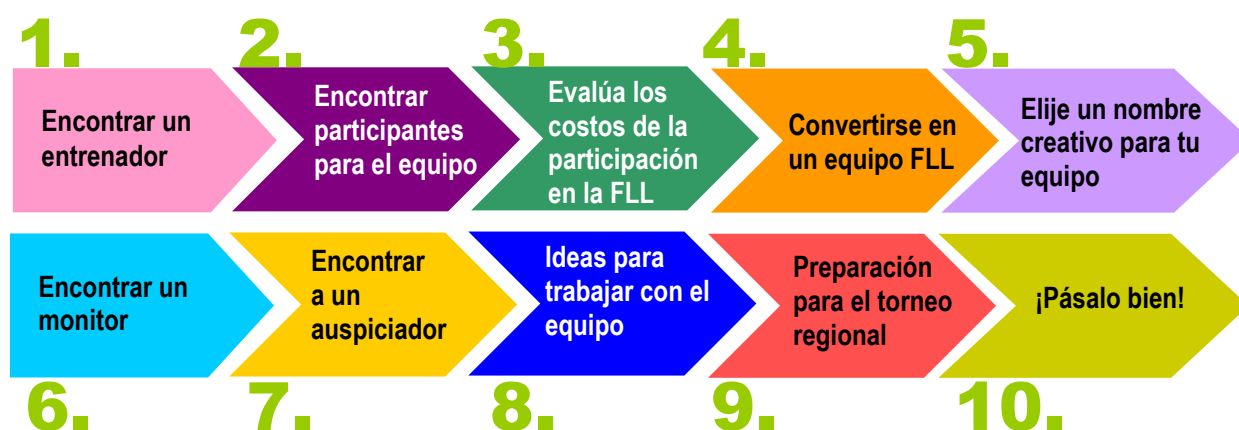 1.
Encontrar un
entrenador
2.
Encontrar
participantes
para el equipo
3.
Evalúa los
costos de la
participación
en la FLL
4.
Convertirse en
un equipo FLL
5.
Elije un nombre
creativo para tu
equipo
6.
Encontrar un
monitor
7.
Encontrar
a un
auspiciador
8.
Ideas para
trabajar con el
equipo
9.
Preparación
para el torneo
regional
10.
¡Pásalo bien!